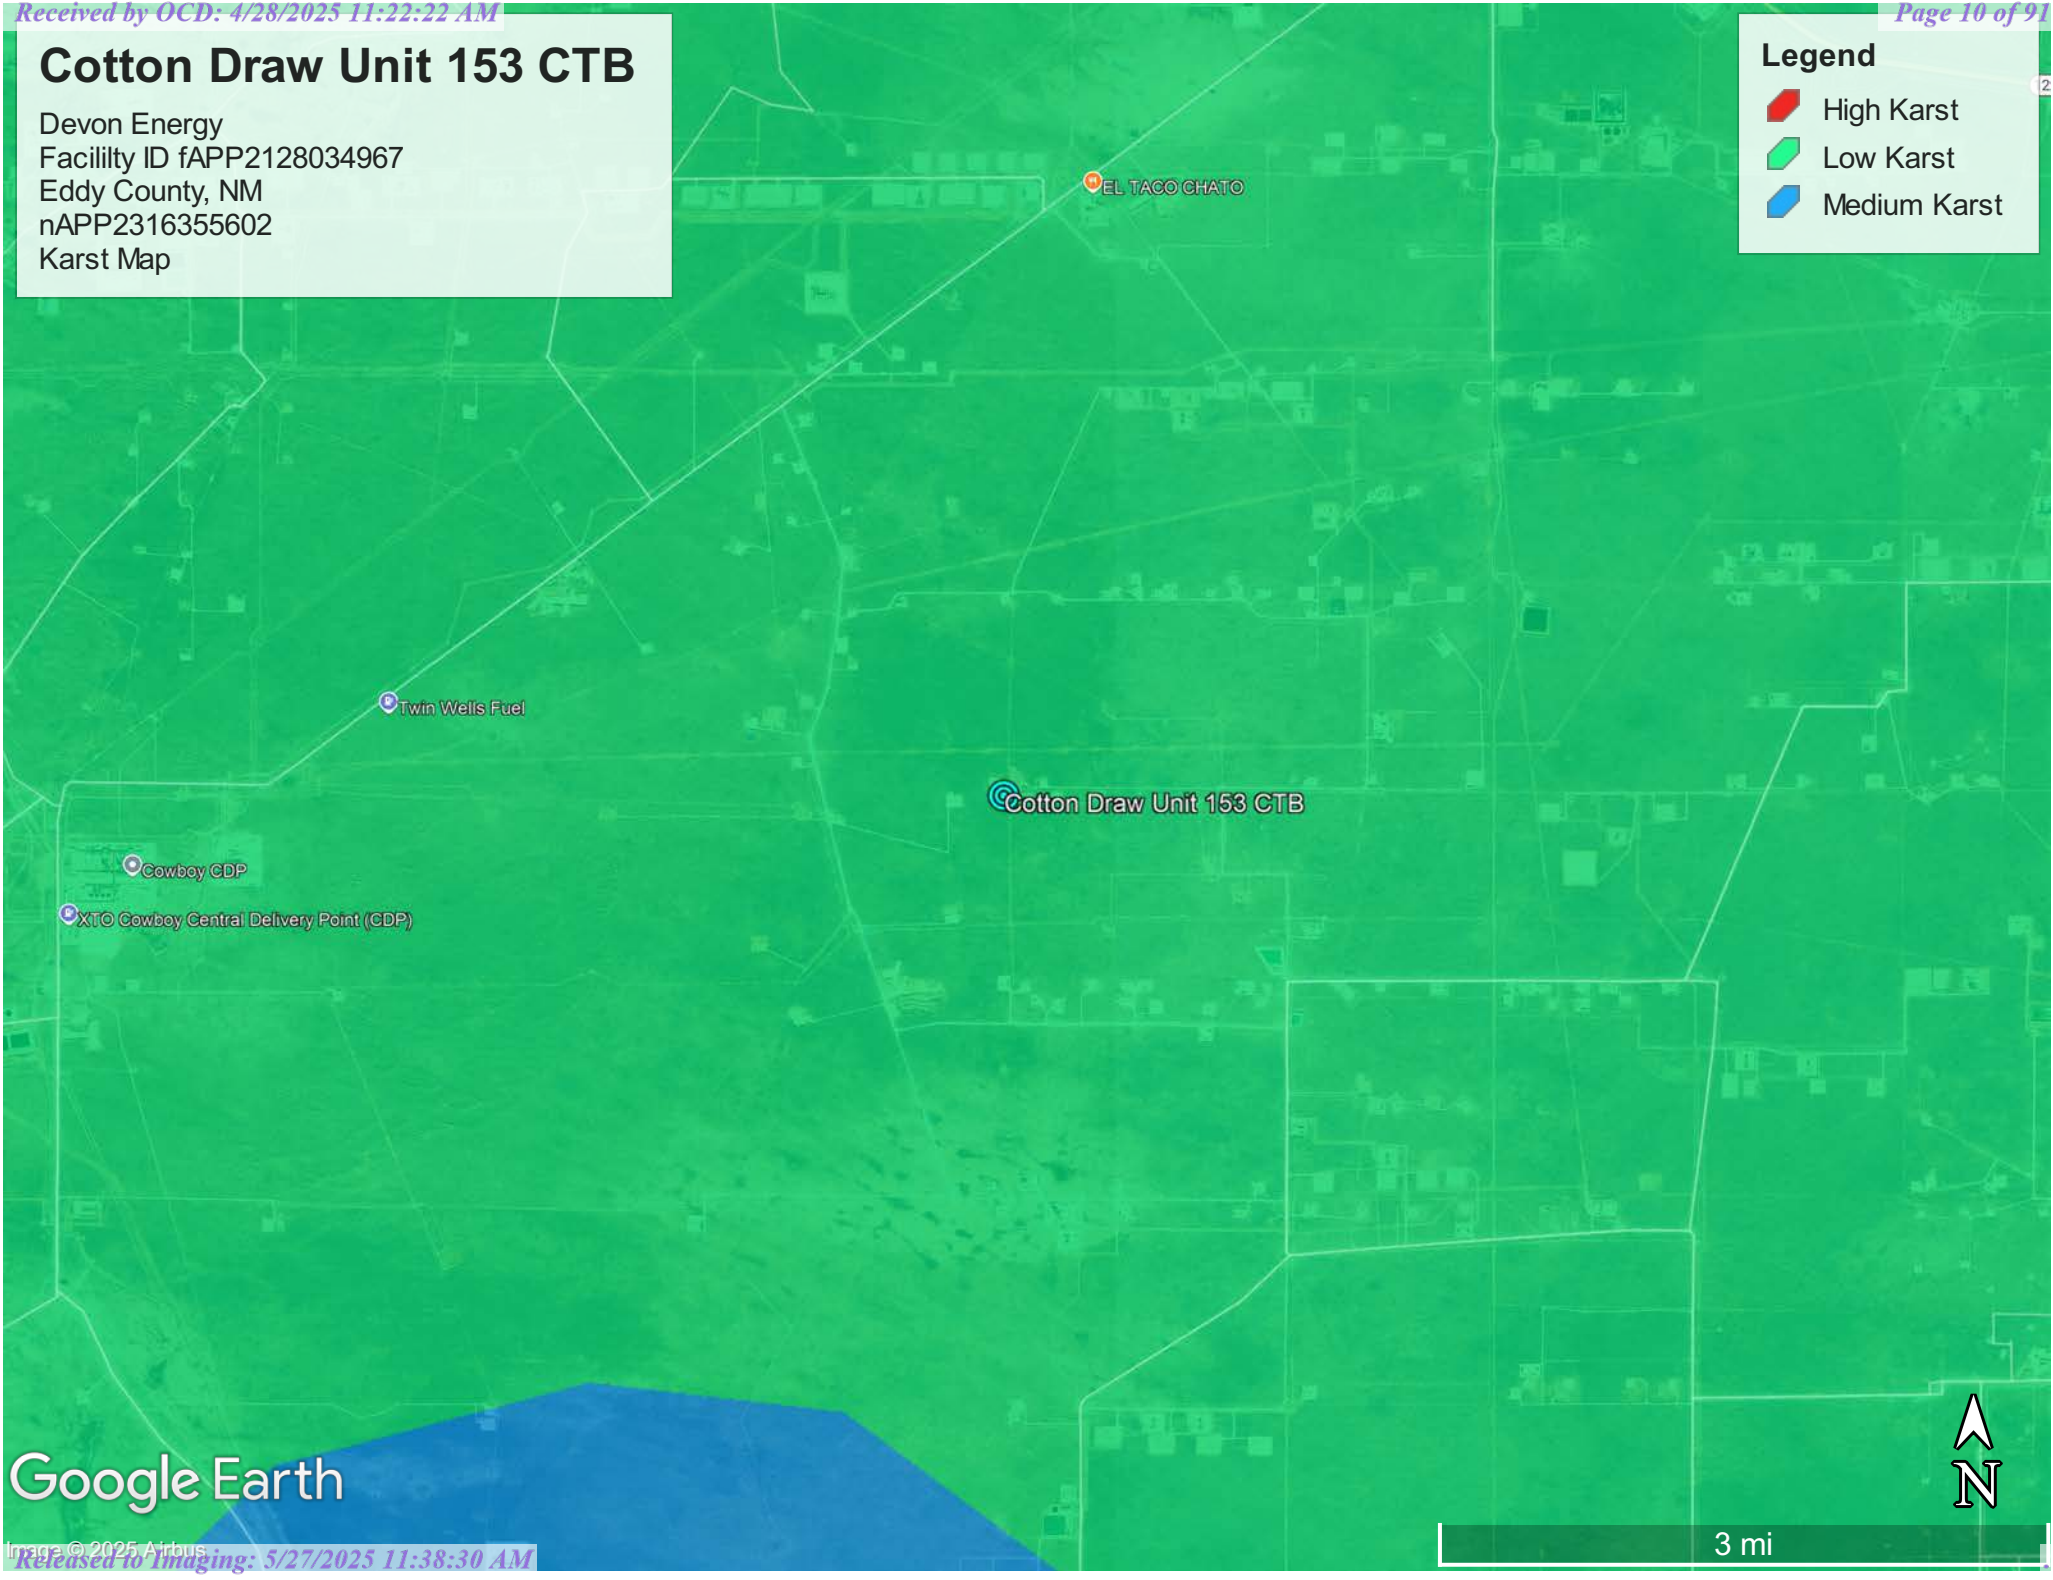 Received by OCD: 4/28/2025 11:22:22 AM
Page 10 of 91
Cotton Draw Unit 153 CTB
Devon Energy
Facililty ID fAPP2128034967
Eddy County, NM
nAPP2316355602
Karst Map
Legend
High Karst
Low Karst
Medium Karst
EL TACO CHATO
Twin Wells Fuel
Cotton Draw Unit 153 CTB
Cowboy CDP
XTO Cowboy Central Delivery Point (CDP)
Google Earth
N
3 mi
Image © 2025 Airbus
Released to Imaging: 5/27/2025 11:38:30 AM